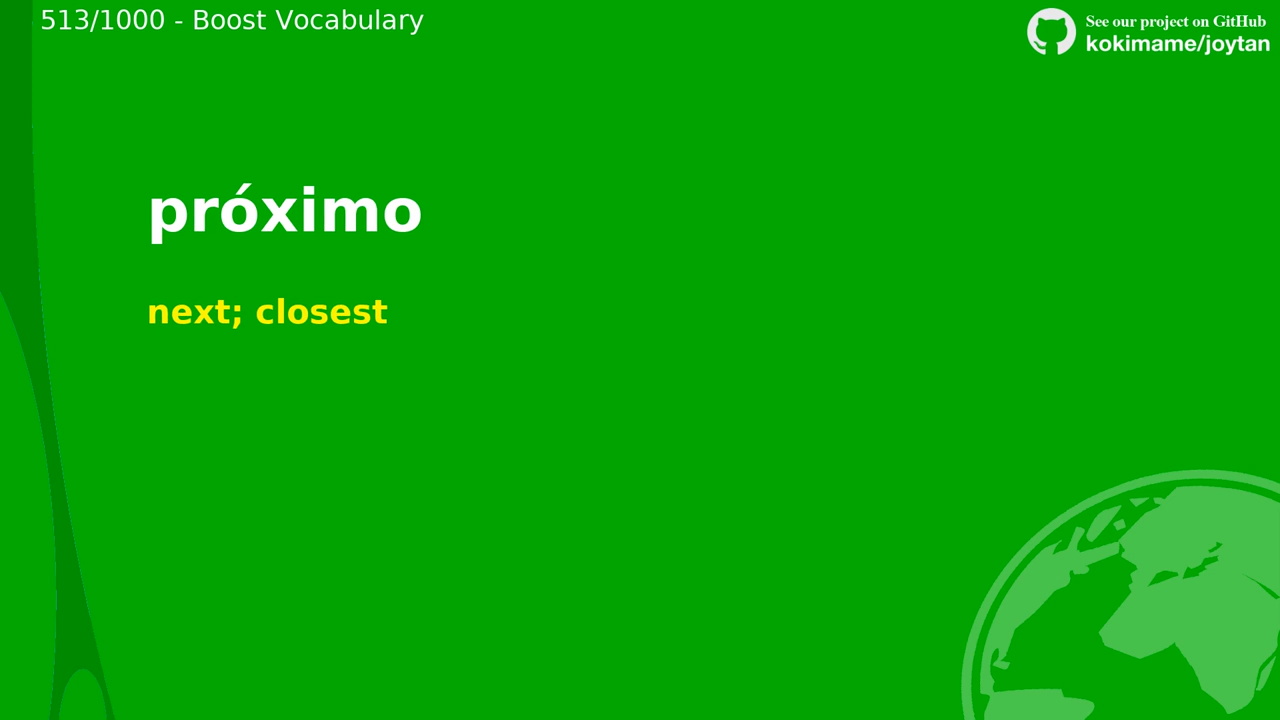 513/1000 - Boost Vocabulary
See our project on GitHub
kokimame/joytan
próximo
next; closest